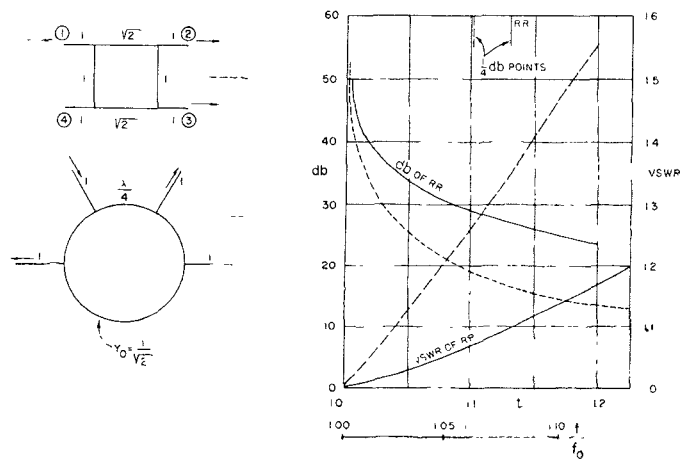 ① 1 √2 1 ②
1 1
④ 1 √2 1 ③
1 λ/4 1
1 1
Y₀ = 1/√2
60 1.6
RR
1/4 db POINTS
50 1.5
40 1.4
db OF RR
db VSWR
30 1.3
20 1.2
10 1.1
VSWR OF RR
0 1.0
1.0 1.1 t 1.2
1.00 1.05 1.10 f/f₀